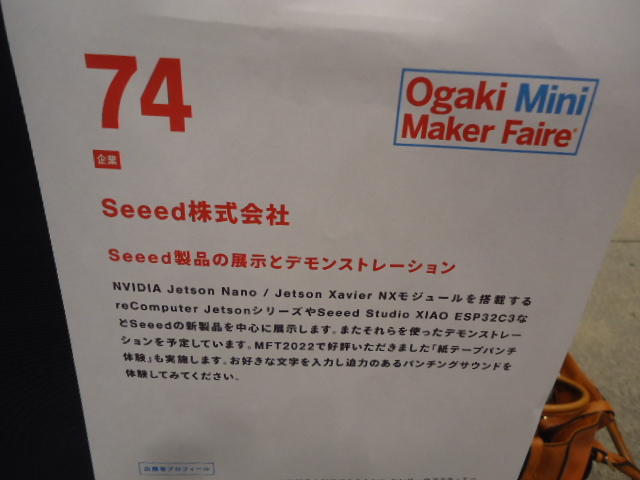 74
Ogaki Mini
Maker Faire
企業
Seeed株式会社
Seeed製品の展示とデモンストレーション
NVIDIA Jetson Nano / Jetson Xavier NXモジュールを搭載する
reComputer JetsonシリーズやSeeed Studio XIAO ESP32C3な
どSeeedの新製品を中心に展示します。またそれらを使ったデモンストレー
ションを予定しています。MFT2022で好評いただきました「紙テープパンチ
体験」も実施します。お好きな文字を入力し迫力のあるパンチングサウンドを
体験してみてください。
出展者プロフィール